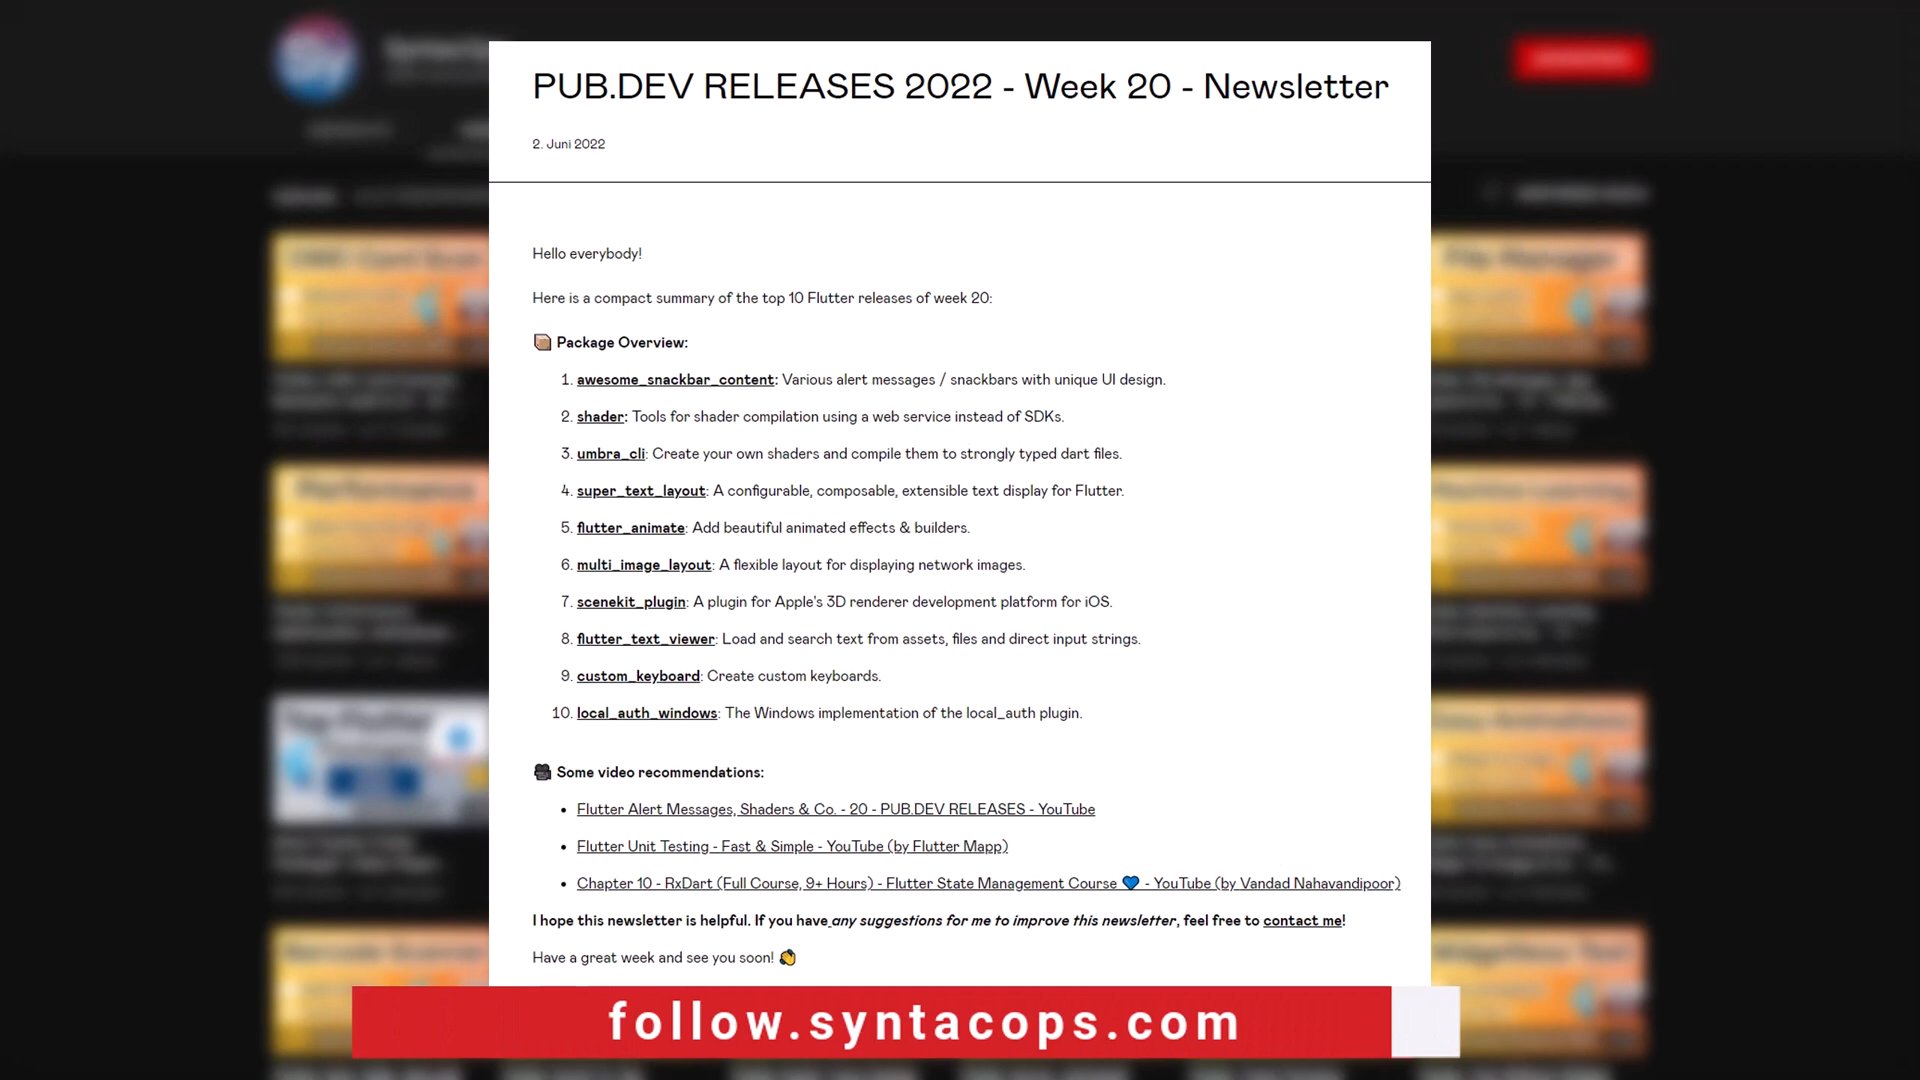 PUB.DEV RELEASES 2022 - Week 20 - Newsletter
2. Juni 2022
Hello everybody!
Here is a compact summary of the top 10 Flutter releases of week 20:
Package Overview:
1. awesome_snackbar_content: Various alert messages / snackbars with unique UI design.
2. shader: Tools for shader compilation using a web service instead of SDKs.
3. umbra_cli: Create your own shaders and compile them to strongly typed dart files.
4. super_text_layout: A configurable, composable, extensible text display for Flutter.
5. flutter_animate: Add beautiful animated effects & builders.
6. multi_image_layout: A flexible layout for displaying network images.
7. scenekit_plugin: A plugin for Apple's 3D renderer development platform for iOS.
8. flutter_text_viewer: Load and search text from assets, files and direct input strings.
9. custom_keyboard: Create custom keyboards.
10. local_auth_windows: The Windows implementation of the local_auth plugin.
Some video recommendations:
• Flutter Alert Messages, Shaders & Co. - 20 - PUB.DEV RELEASES - YouTube
• Flutter Unit Testing - Fast & Simple - YouTube (by Flutter Mapp)
• Chapter 10 - RxDart (Full Course, 9+ Hours) - Flutter State Management Course 💙 - YouTube (by Vandad Nahavandipoor)
I hope this newsletter is helpful. If you have any suggestions for me to improve this newsletter, feel free to contact me!
Have a great week and see you soon! 👋
follow.syntacops.com